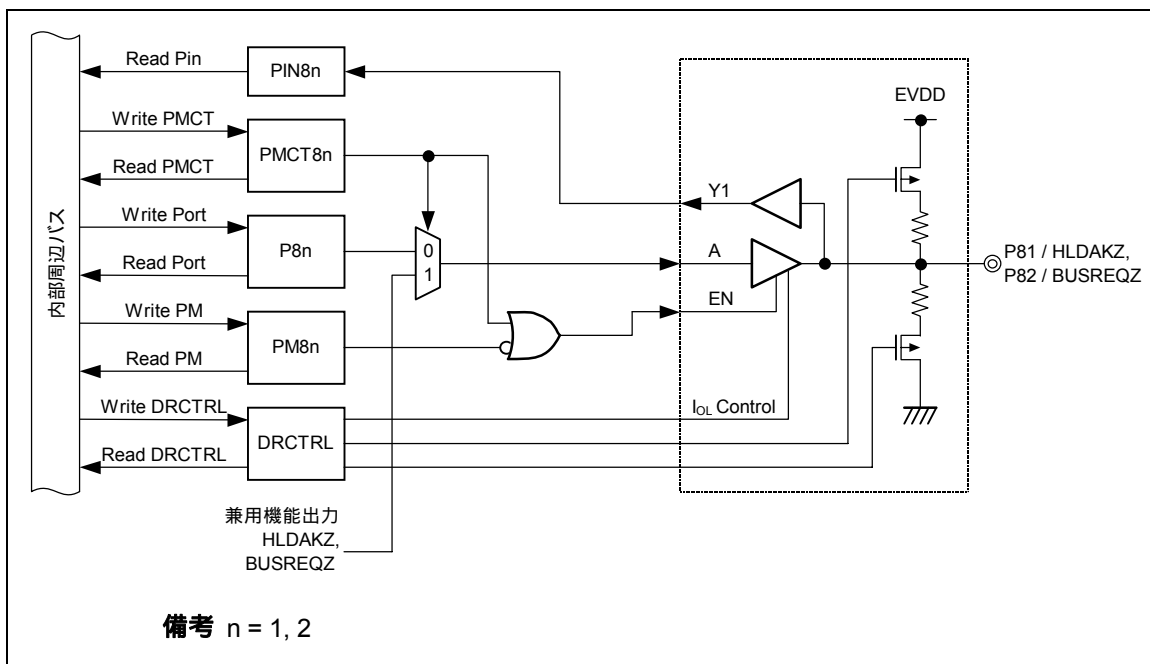 Read Pin
PIN8n
Write PMCT
PMCT8n
Read PMCT
Write Port
P8n
Read Port
Write PM
PM8n
Read PM
Write DRCTRL
DRCTRL
Read DRCTRL
内部周辺バス
0
1
兼用機能出力
HLDAKZ,
BUSREQZ
EVDD
Y1
A
EN
IOL Control
P81 / HLDAKZ,
P82 / BUSREQZ
備考 n = 1, 2